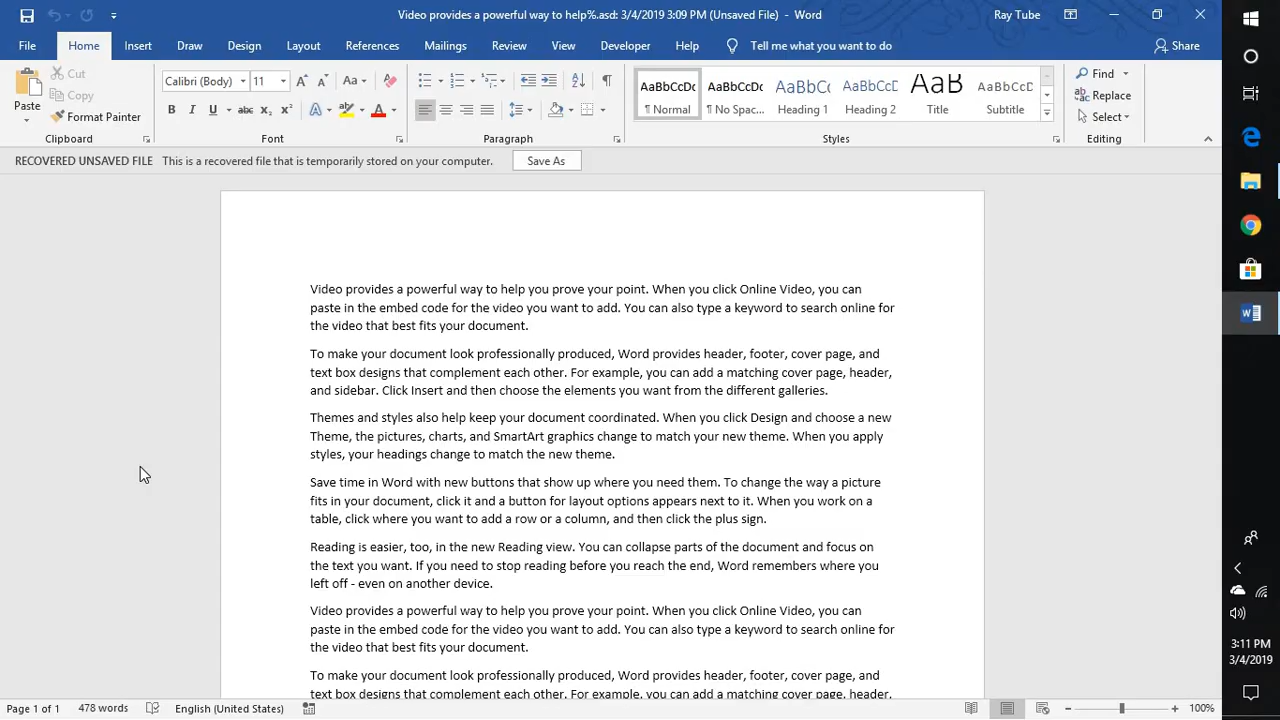 Video provides a powerful way to help%.asd: 3/4/2019 3:09 PM (Unsaved File) - Word
Ray Tube
File Home Insert Draw Design Layout References Mailings Review View Developer Help Tell me what you want to do Share
Paste
Cut
Copy
Format Painter
Clipboard
Calibri (Body) 11
Font
Paragraph
AaBbCcDc AaBbCcDc AaBbCc AaBbCcD AaB AaBbCcD
¶ Normal ¶ No Spac... Heading 1 Heading 2 Title Subtitle
Styles
Find
Replace
Select
Editing
RECOVERED UNSAVED FILE This is a recovered file that is temporarily stored on your computer. Save As
Video provides a powerful way to help you prove your point. When you click Online Video, you can
paste in the embed code for the video you want to add. You can also type a keyword to search online for
the video that best fits your document.
To make your document look professionally produced, Word provides header, footer, cover page, and
text box designs that complement each other. For example, you can add a matching cover page, header,
and sidebar. Click Insert and then choose the elements you want from the different galleries.
Themes and styles also help keep your document coordinated. When you click Design and choose a new
Theme, the pictures, charts, and SmartArt graphics change to match your new theme. When you apply
styles, your headings change to match the new theme.
Save time in Word with new buttons that show up where you need them. To change the way a picture
fits in your document, click it and a button for layout options appears next to it. When you work on a
table, click where you want to add a row or a column, and then click the plus sign.
Reading is easier, too, in the new Reading view. You can collapse parts of the document and focus on
the text you want. If you need to stop reading before you reach the end, Word remembers where you
left off - even on another device.
Video provides a powerful way to help you prove your point. When you click Online Video, you can
paste in the embed code for the video you want to add. You can also type a keyword to search online for
the video that best fits your document.
To make your document look professionally produced, Word provides header, footer, cover page, and
text box designs that complement each other. For example, you can add a matching cover page, header,
Page 1 of 1 478 words English (United States) 100%
3:11 PM
3/4/2019